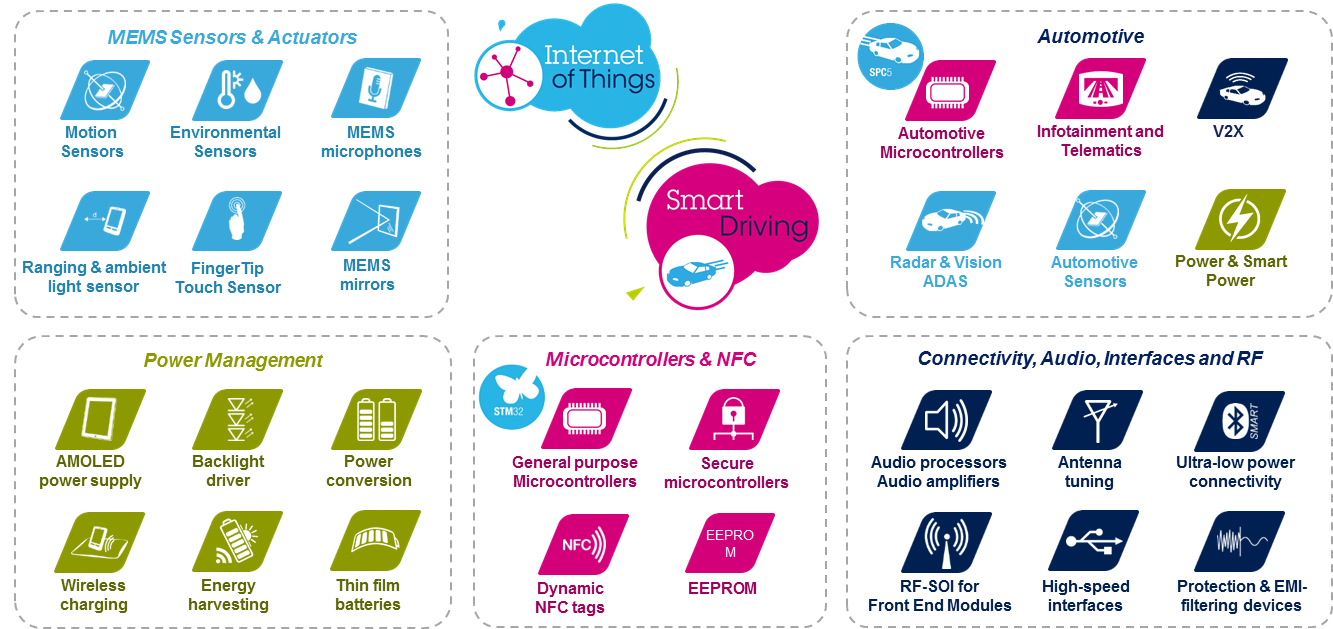 MEMS Sensors & Actuators
Motion
Sensors
Environmental
Sensors
MEMS
microphones
Ranging & ambient
light sensor
FingerTip
Touch Sensor
MEMS
mirrors
Internet
of Things
Smart
Driving
Automotive
SPC5
Automotive
Microcontrollers
Infotainment and
Telematics
V2X
Radar & Vision
ADAS
Automotive
Sensors
Power & Smart
Power
Power Management
AMOLED
power supply
Backlight
driver
Power
conversion
Wireless
charging
Energy
harvesting
Thin film
batteries
Microcontrollers & NFC
STM32
General purpose
Microcontrollers
Secure
microcontrollers
NFC
Dynamic
NFC tags
EEPRO
M
EEPROM
Connectivity, Audio, Interfaces and RF
Audio processors
Audio amplifiers
Antenna
tuning
SMART
Ultra-low power
connectivity
RF-SOI for
Front End Modules
High-speed
interfaces
Protection & EMI-
filtering devices